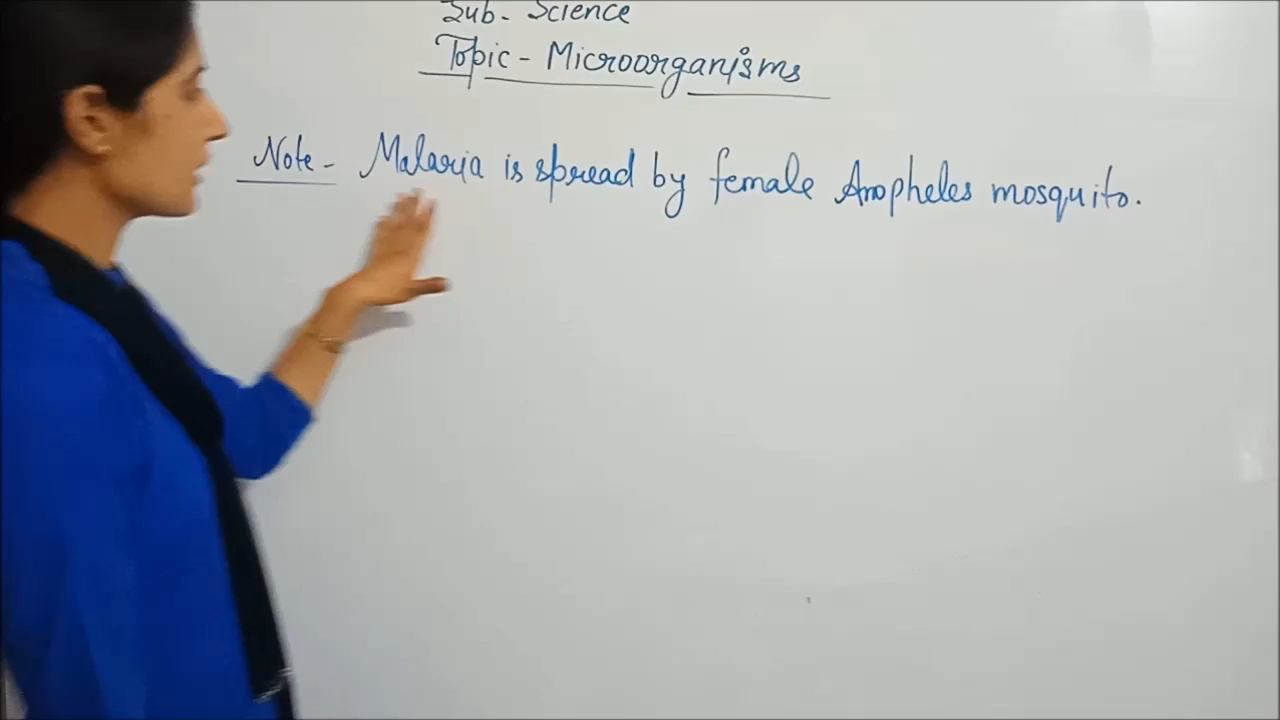 Sub- Science
Topic - Microorganisms
Note - Malaria is spread by female Anopheles mosquito.